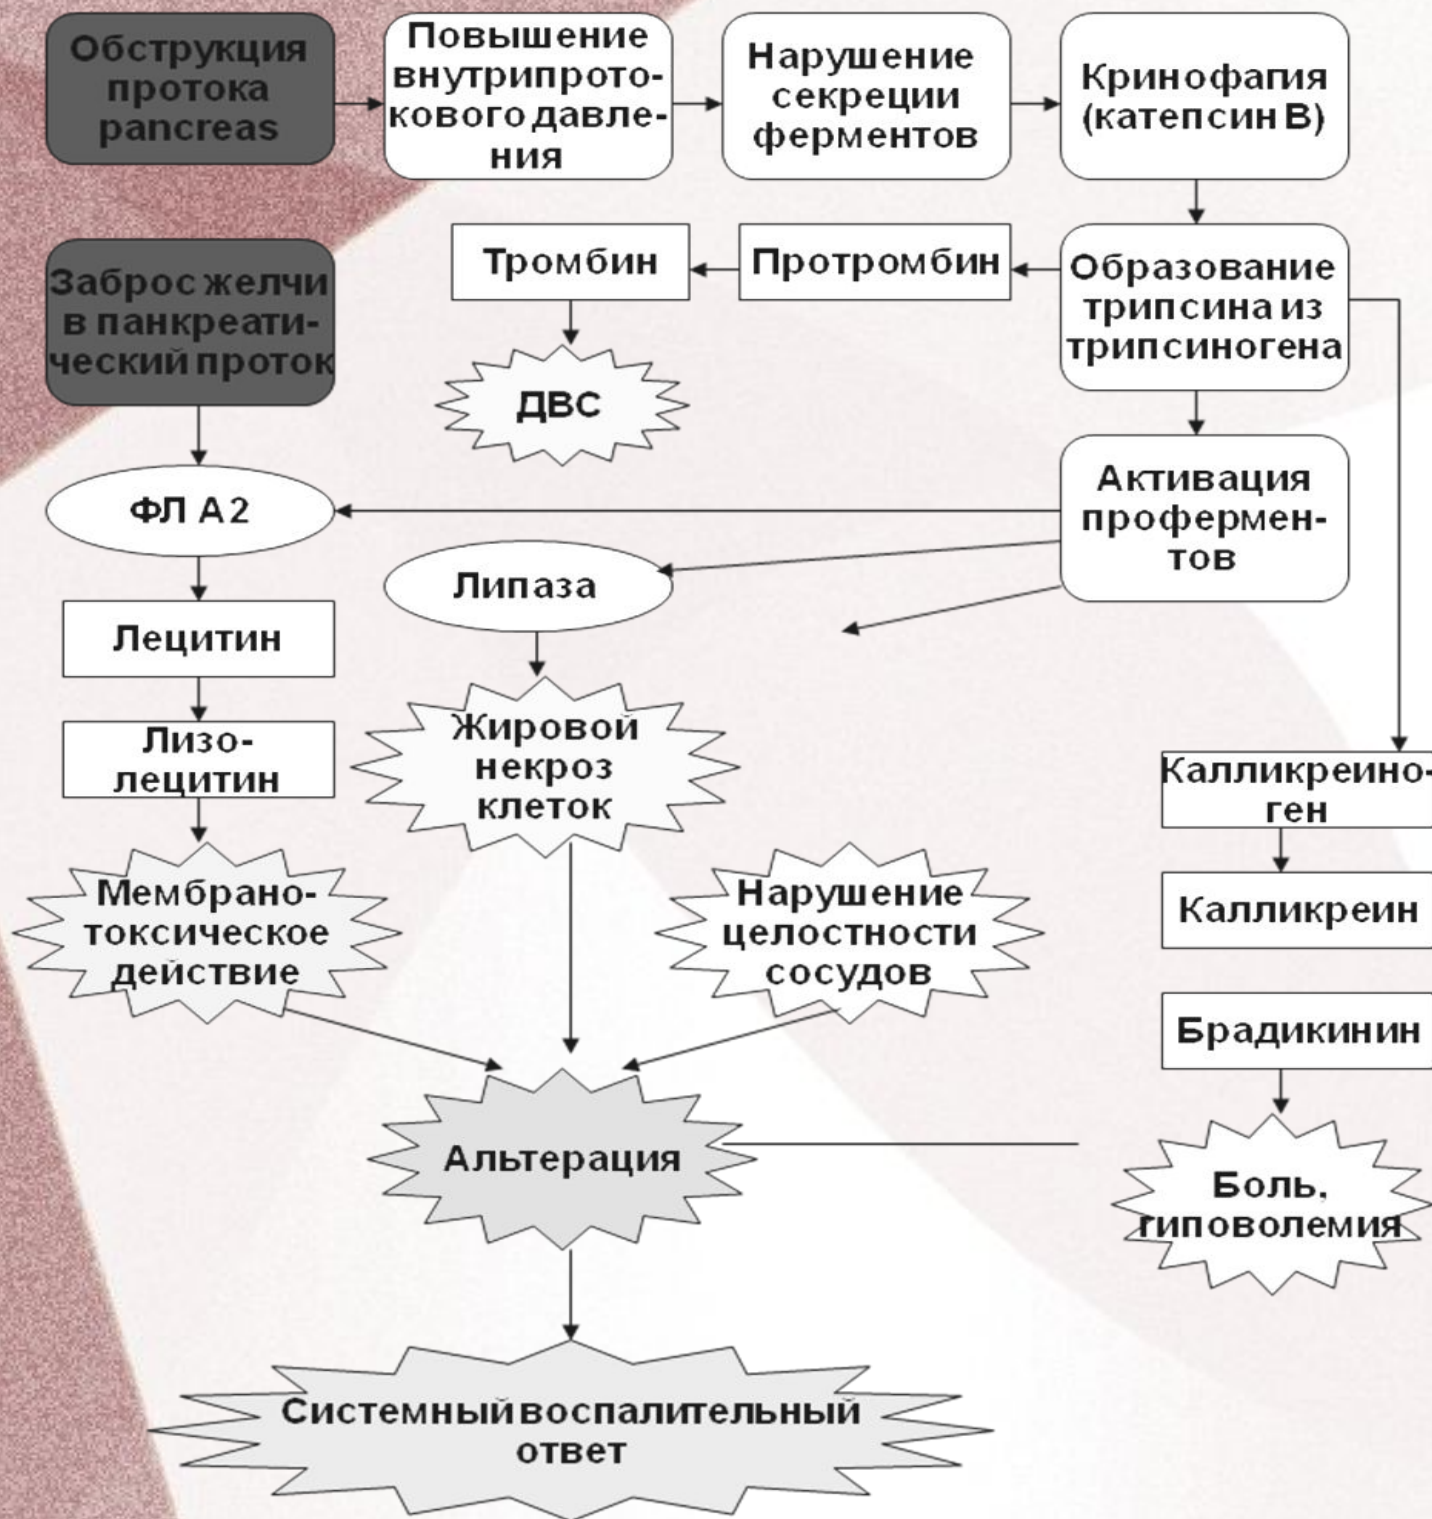 Обструкция
протока
pancreas
Повышение
внутрипрото-
кового давле-
ния
Нарушение
секреции
ферментов
Кринофагия
(катепсин В)
Заброс желчи
в панкреати-
ческий проток
Тромбин
Протромбин
Образование
трипсина из
трипсиногена
ДВС
Активация
профермен-
тов
ФЛ А2
Липаза
Лецитин
Лизо-
лецитин
Жировой
некроз
клеток
Калликреино-
ген
Мембрано-
токсическое
действие
Нарушение
целостности
сосудов
Калликреин
Брадикинин
Альтерация
Боль,
гиповолемия
Системный воспалительный
ответ